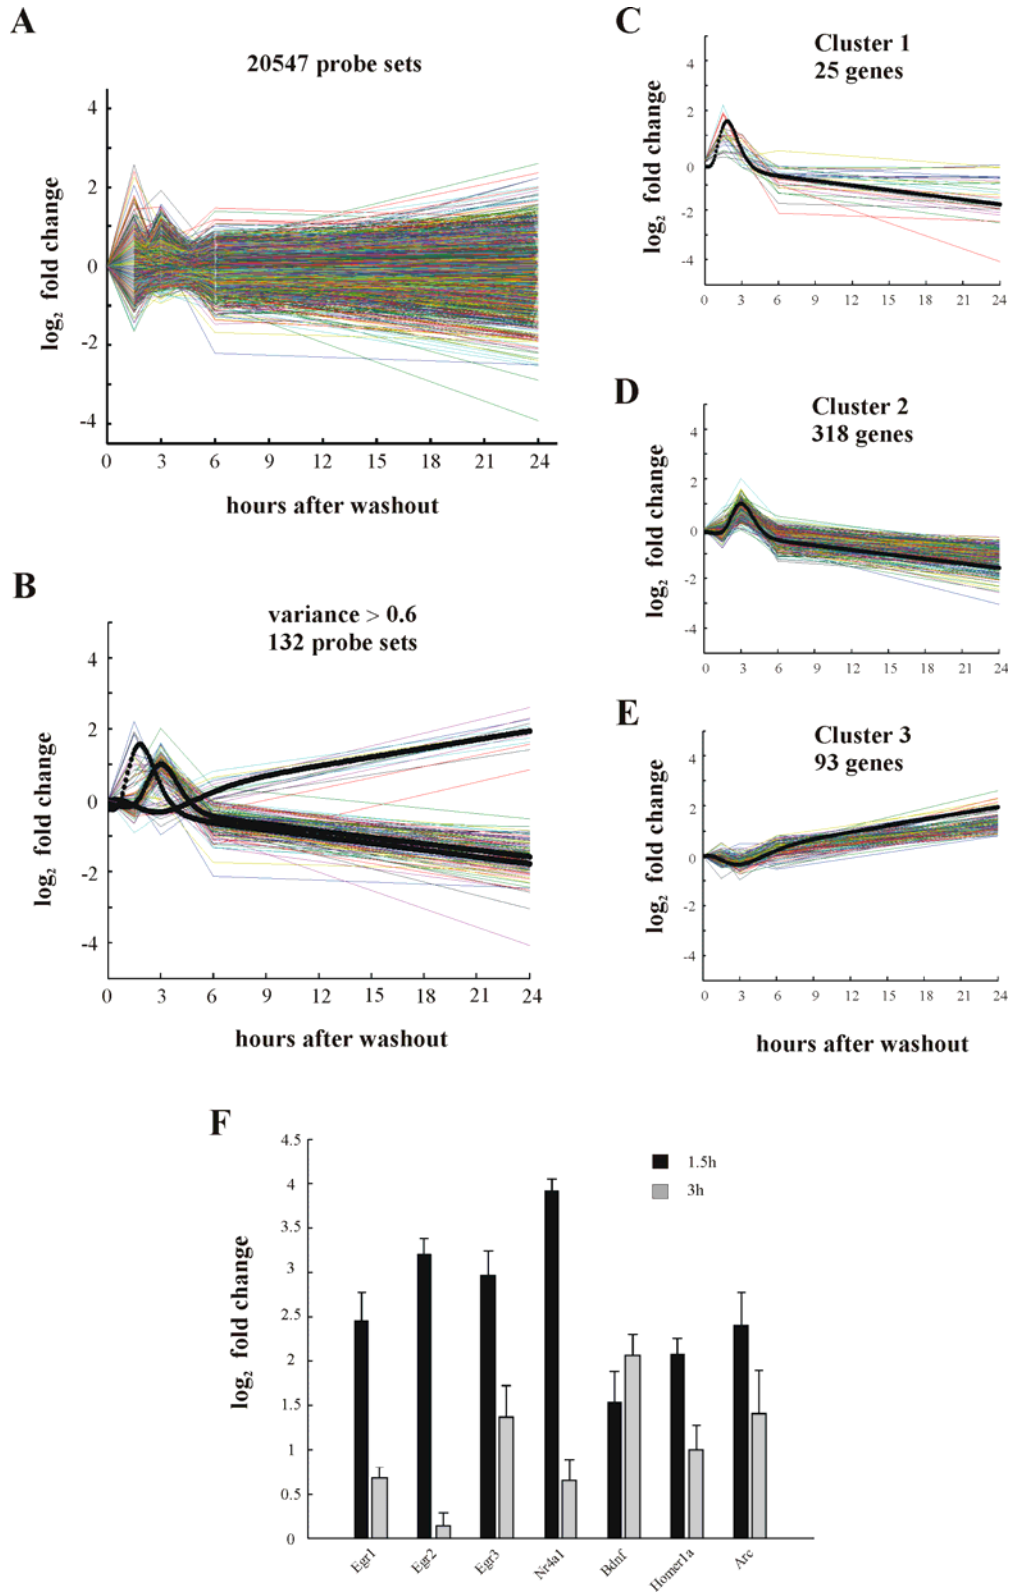 A
20547 probe sets
log₂ fold change
4
2
0
-2
-4
0 3 6 9 12 15 18 21 24
hours after washout
B
variance > 0.6
132 probe sets
log₂ fold change
4
2
0
-2
-4
0 3 6 9 12 15 18 21 24
hours after washout
C
Cluster 1
25 genes
log₂ fold change
4
2
0
-2
-4
0 3 6 9 12 15 18 21 24
D
Cluster 2
318 genes
log₂ fold change
4
2
0
-2
-4
0 3 6 9 12 15 18 21 24
E
Cluster 3
93 genes
log₂ fold change
4
2
0
-2
-4
0 3 6 9 12 15 18 21 24
hours after washout
F
log₂ fold change
4.5
4
3.5
3
2.5
2
1.5
1
0.5
0
1.5h
3h
Egr1 Egr2 Egr3 Nr4a1 Bdnf Homer1a Arc